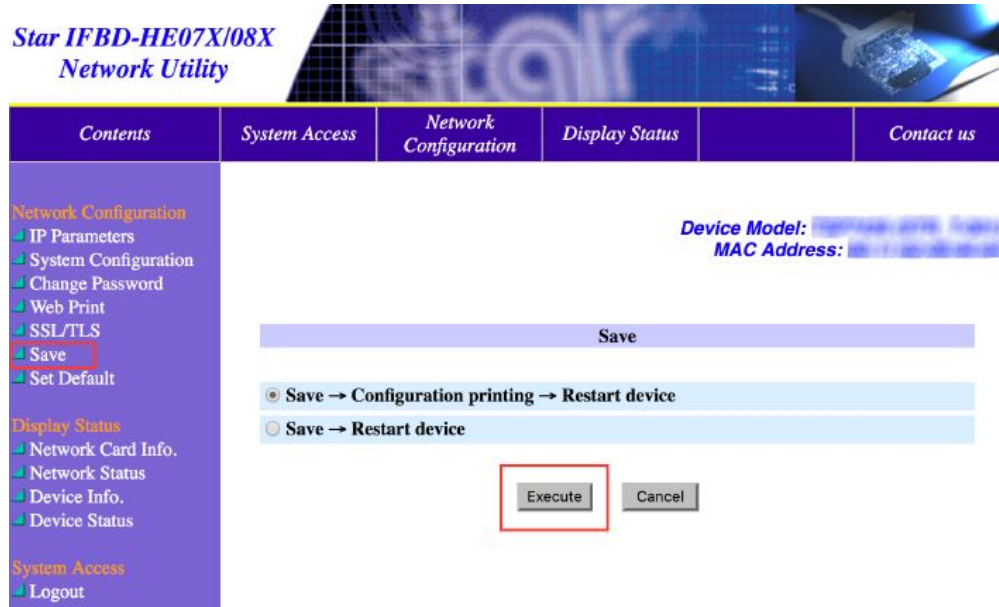 Star IFBD-HE07X/08X
Network Utility
star
Contents
System Access
Network
Configuration
Display Status
Contact us
Network Configuration
IP Parameters
System Configuration
Change Password
Web Print
SSL/TLS
Save
Set Default
Display Status
Network Card Info.
Network Status
Device Info.
Device Status
System Access
Logout
Device Model:
MAC Address:
Save
Save → Configuration printing → Restart device
Save → Restart device
Execute
Cancel